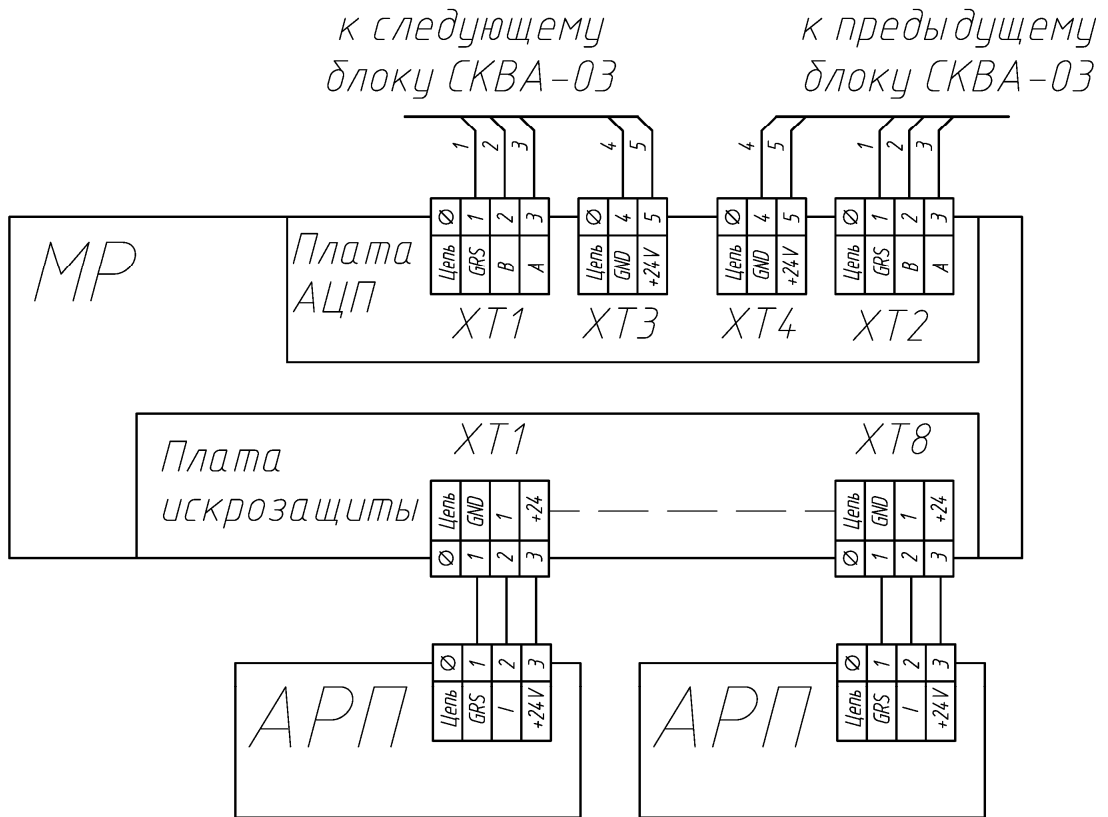 к следующему
блоку СКВА-03
к предыдущему
блоку СКВА-03
1 2 3 4 5
4 5 1 2 3
МР
Плата
АЦП
Ø 1 2 3
Цепь GRS B A
XT1
Ø 4 5
Цепь GND +24V
XT3
Ø 4 5
Цепь GND +24V
XT4
Ø 1 2 3
Цепь GRS B A
XT2
Плата
искрозащиты
XT1
Цепь GND 1 +24
Ø 1 2 3
XT8
Цепь GND 1 +24
Ø 1 2 3
АРП
Ø 1 2 3
Цепь GRS I +24V
АРП
Ø 1 2 3
Цепь GRS I +24V